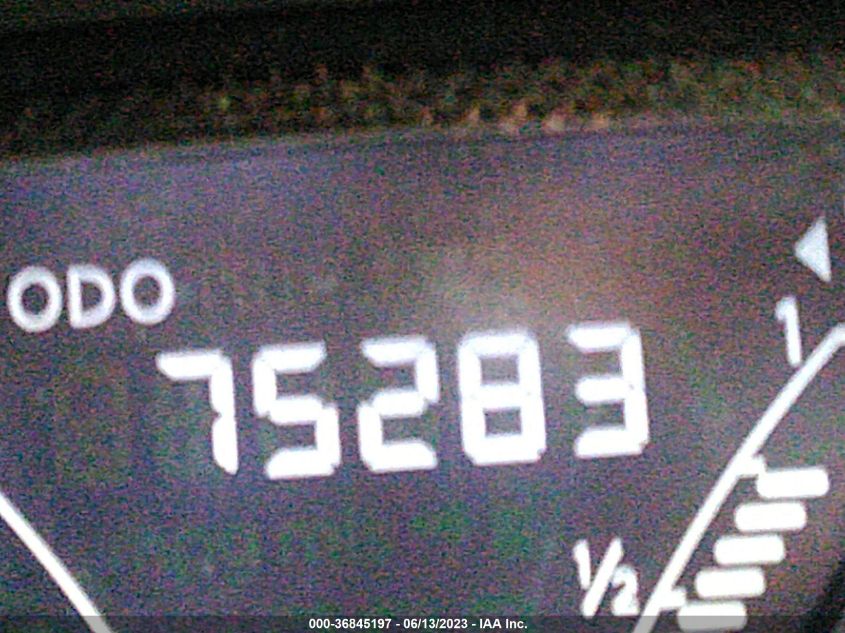 ODO
75283
1
1/2
000-36845197 - 06/13/2023 - IAA, Inc.